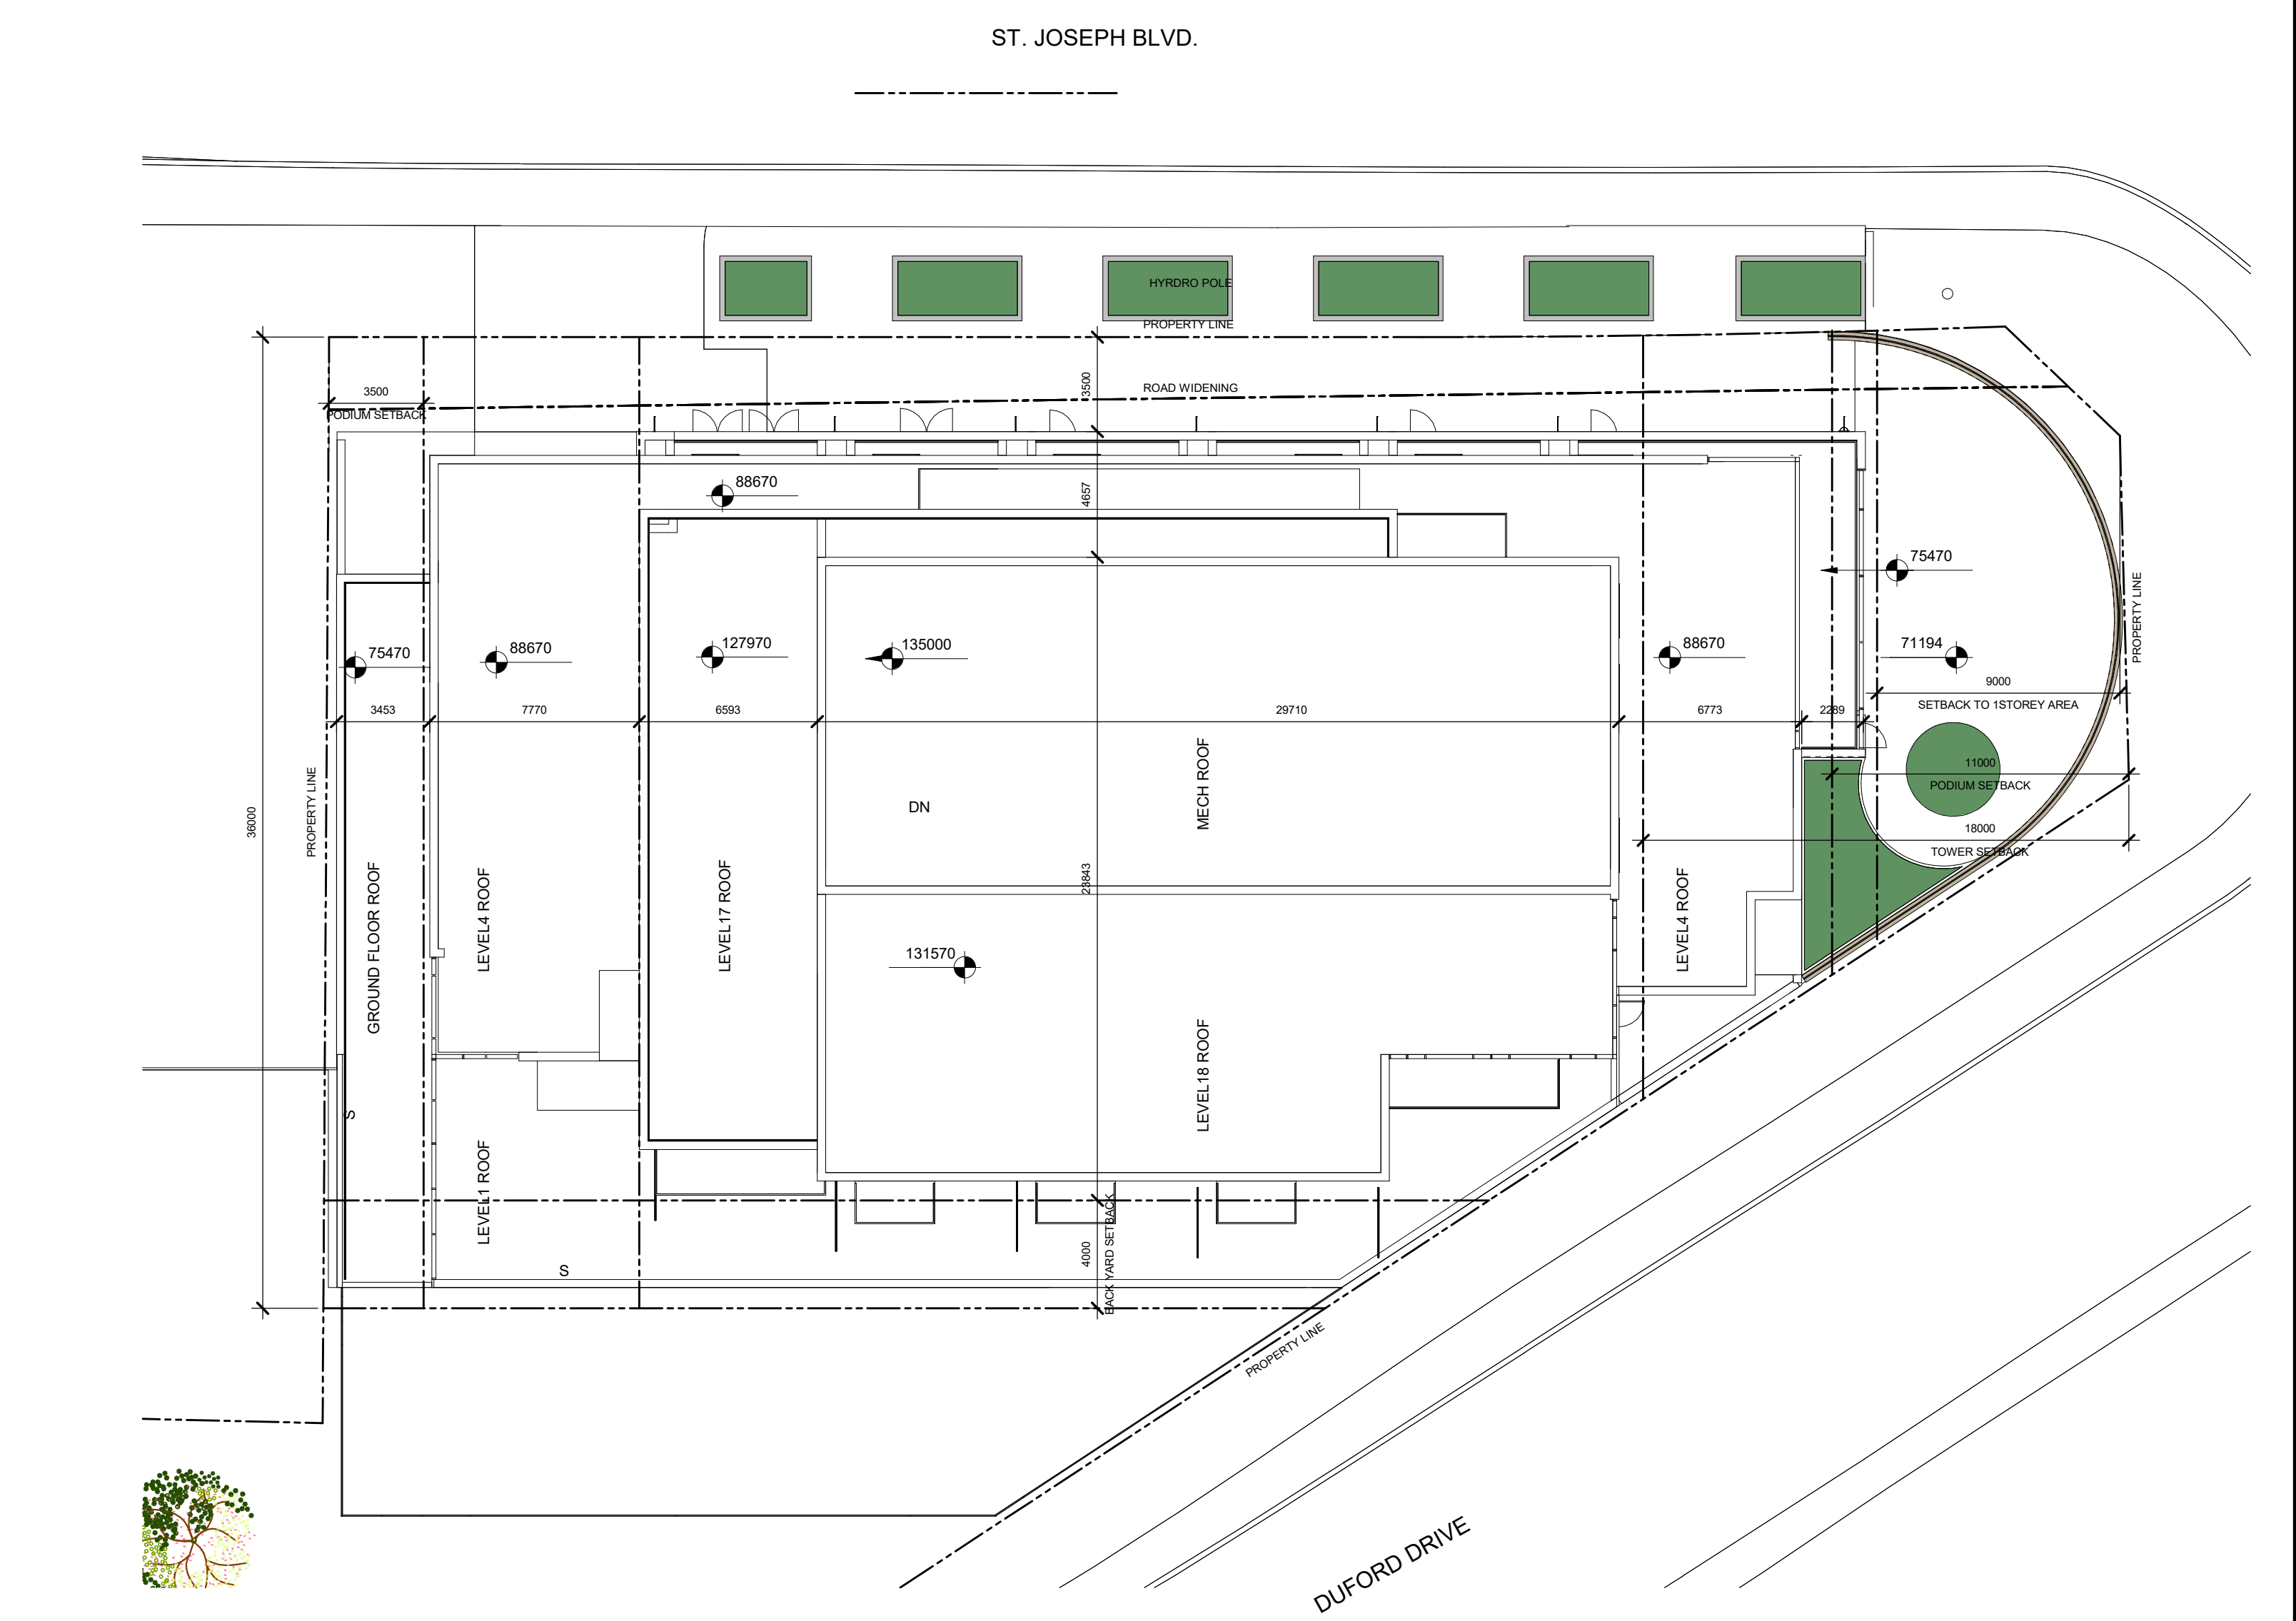 ST. JOSEPH BLVD.
HYRDRO POLE
PROPERTY LINE
ROAD WIDENING
3500
PODIUM SETBACK
3500
88670
4657
75470
PROPERTY LINE
75470
88670
127970
135000
88670
71194
9000
SETBACK TO 1STOREY AREA
3453
7770
6593
29710
6773
2289
11000
PODIUM SETBACK
18000
TOWER SETBACK
36000
PROPERTY LINE
DN
MECH ROOF
23843
GROUND FLOOR ROOF
LEVEL4 ROOF
LEVEL17 ROOF
LEVEL4 ROOF
131570
LEVEL18 ROOF
S
LEVEL1 ROOF
S
4000
BACK YARD SETBACK
PROPERTY LINE
DUFORD DRIVE